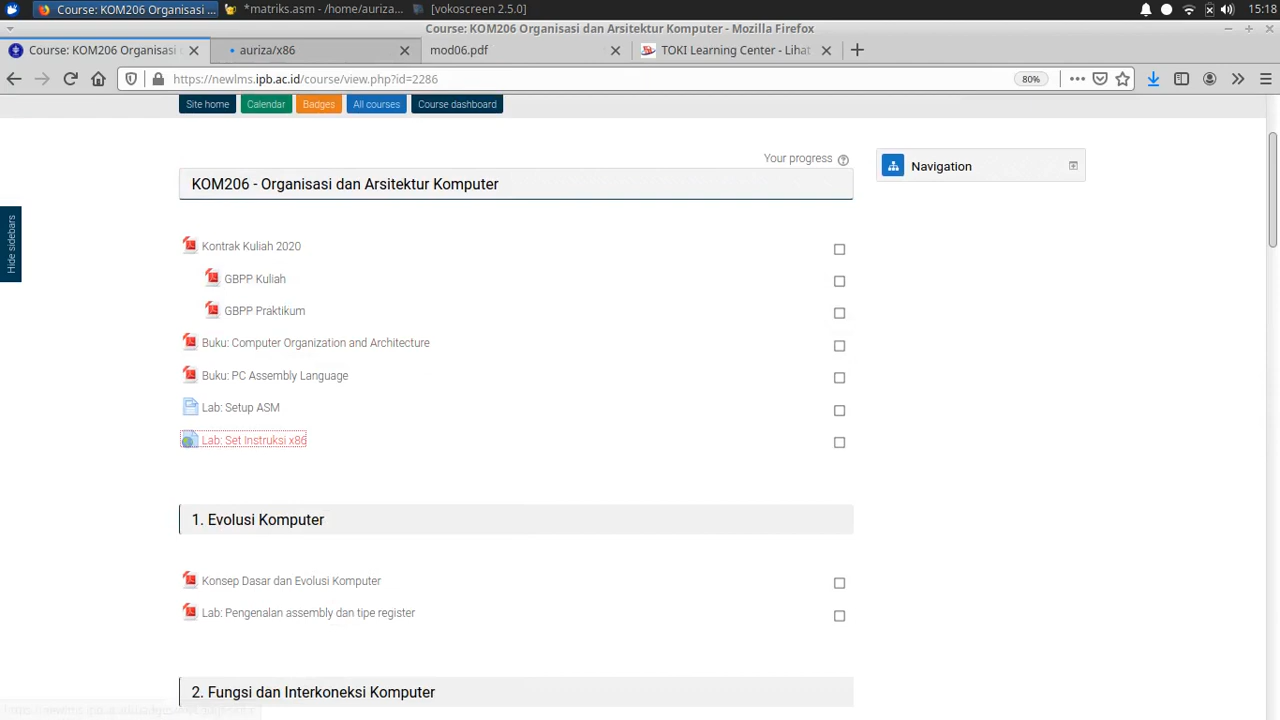 Course: KOM206 Organisasi ...
*matriks.asm - /home/auriza...
[vokoscreen 2.5.0]
15:18
Course: KOM206 Organisasi dan Arsitektur Komputer - Mozilla Firefox
Course: KOM206 Organisasi
auriza/x86
mod06.pdf
TOKI Learning Center - Lihat
https://newlms.ipb.ac.id/course/view.php?id=2286
80%
Site home
Calendar
Badges
All courses
Course dashboard
Your progress
Navigation
KOM206 - Organisasi dan Arsitektur Komputer
Hide sidebars
Kontrak Kuliah 2020
GBPP Kuliah
GBPP Praktikum
Buku: Computer Organization and Architecture
Buku: PC Assembly Language
Lab: Setup ASM
Lab: Set Instruksi x86
1. Evolusi Komputer
Konsep Dasar dan Evolusi Komputer
Lab: Pengenalan assembly dan tipe register
2. Fungsi dan Interkoneksi Komputer